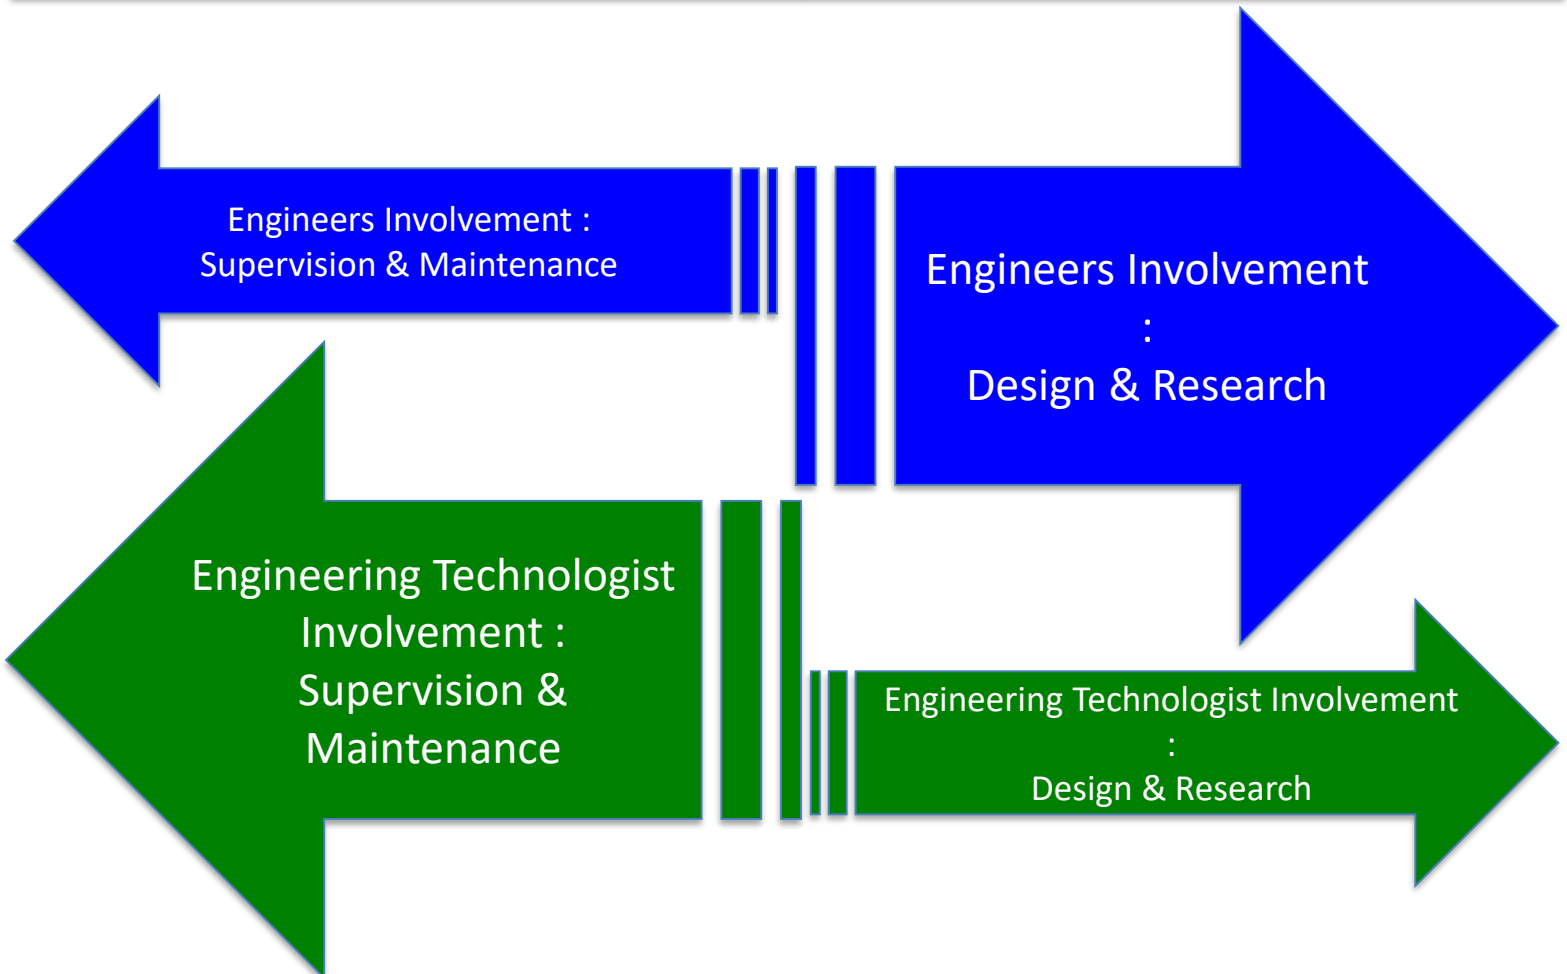 Engineers Involvement :
Supervision & Maintenance
Engineers Involvement
:
Design & Research
Engineering Technologist
Involvement :
Supervision &
Maintenance
Engineering Technologist Involvement
:
Design & Research